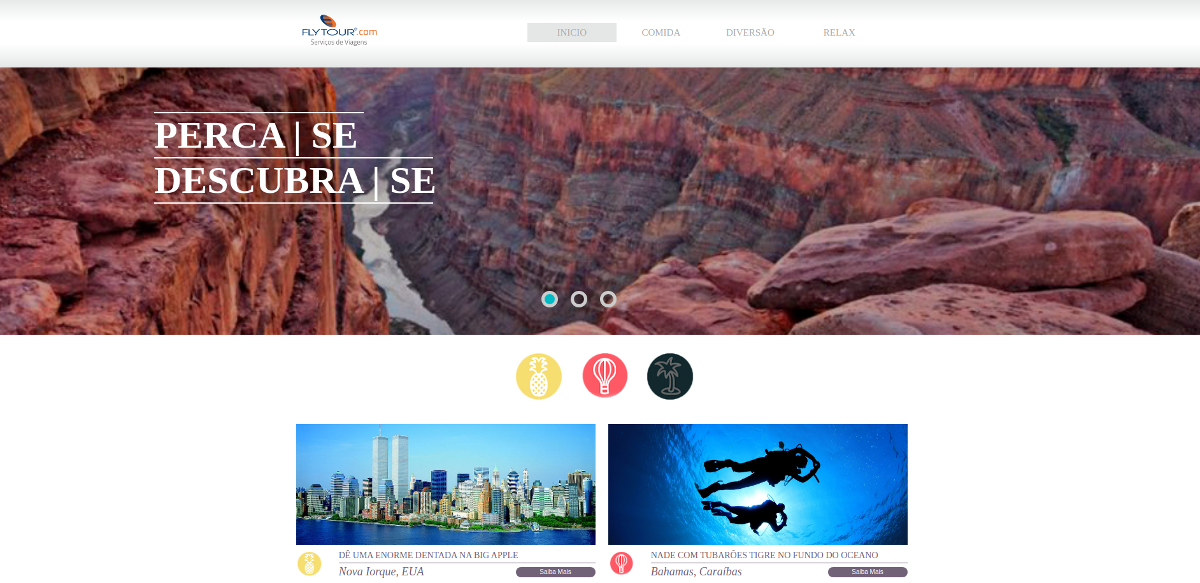 FLYTOUR.com
Serviços de Viagens
INICIO
COMIDA
DIVERSÃO
RELAX
PERCA | SE
DESCUBRA | SE
DÊ UMA ENORME DENTADA NA BIG APPLE
Nova Iorque, EUA
Saiba Mais
NADE COM TUBARÕES TIGRE NO FUNDO DO OCEANO
Bahamas, Caraíbas
Saiba Mais